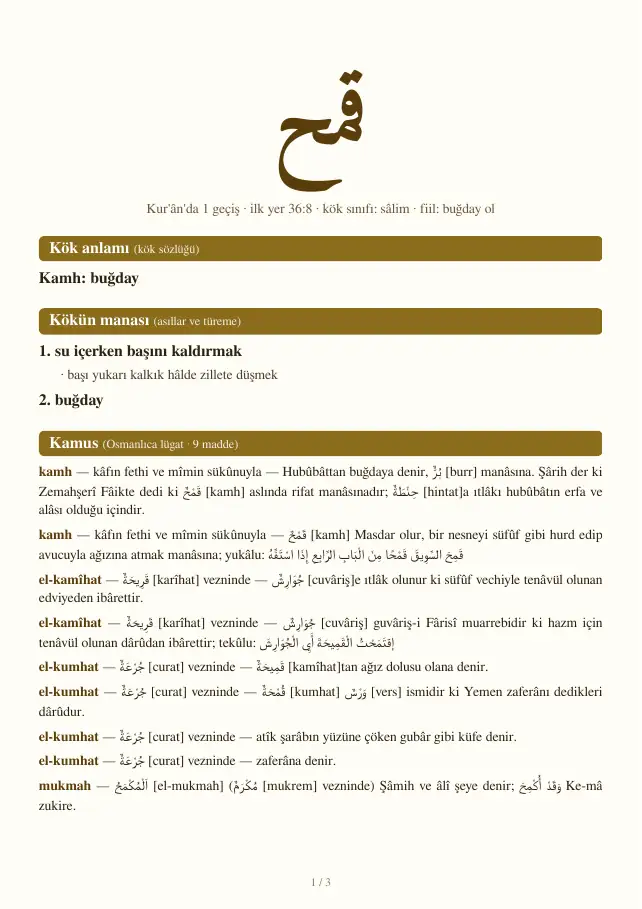 قمح
Kur'ân'da 1 geçiş · ilk yer 36:8 · kök sınıfı: sâlim · fiil: buğday ol
Kök anlamı (kök sözlüğü)
Kamh: buğday
Kökün manası (asıllar ve türeme)
1. su içerken başını kaldırmak
· başı yukarı kalkık hâlde zillete düşmek
2. buğday
Kamus (Osmanlıca lügat · 9 madde)
kamh — kâfın fethi ve mîmin sükûnuyla — Hubûbâttan buğdaya denir, بُرٌّ [burr] manâsına. Şârih der ki
Zemahşerî Fâikte dedi ki قَمْحٌ [kamh] aslında rifat manâsınadır; حِنْطَةٌ [hintat]a ıtlâkı hubûbâtın erfa ve
alâsı olduğu içindir.
kamh — kâfın fethi ve mîmin sükûnuyla — قَمْحٌ [kamh] Masdar olur, bir nesneyi süfûf gibi hurd edip
avucuyla ağızına atmak manâsına; yukâlu: قَمِحَ السَّوِيقَ قَمْحًا مِنَ الْبَابِ الرَّابِعِ إِذَا اسْتَفَّهُ
el-kamîhat — قَرِيحَةٌ [karîhat] vezninde — جُوَارِشٌ [cuvâriş]e ıtlak olunur ki süfûf vechiyle tenâvül olunan
edviyeden ibârettir.
el-kamîhat — قَرِيحَةٌ [karîhat] vezninde — جُوَارِشٌ [cuvâriş] guvâriş-i Fârisî muarrebidir ki hazm için
tenâvül olunan dârûdan ibârettir; tekûlu: إِقْتَمَحْتُ الْقَمِيحَةَ أَيِ الْجُوَارِشَ
el-kumhat — جُرْعَةٌ [curat] vezninde — قَمِيحَةٌ [kamîhat]tan ağız dolusu olana denir.
el-kumhat — جُرْعَةٌ [curat] vezninde — قُمْحَةٌ [kumhat] وَرْسٌ [vers] ismidir ki Yemen zaferânı dedikleri
dârûdur.
el-kumhat — جُرْعَةٌ [curat] vezninde — atîk şarâbın yüzüne çöken gubâr gibi küfe denir.
el-kumhat — جُرْعَةٌ [curat] vezninde — zaferâna denir.
mukmah — اَلْمُكْمَحُ [el-mukmah] (مُكْرَمٌ [mukrem] vezninde) Şâmih ve âlî şeye denir; وَقَدْ أُكْمِحَ Ke-mâ
zukire.
1 / 3